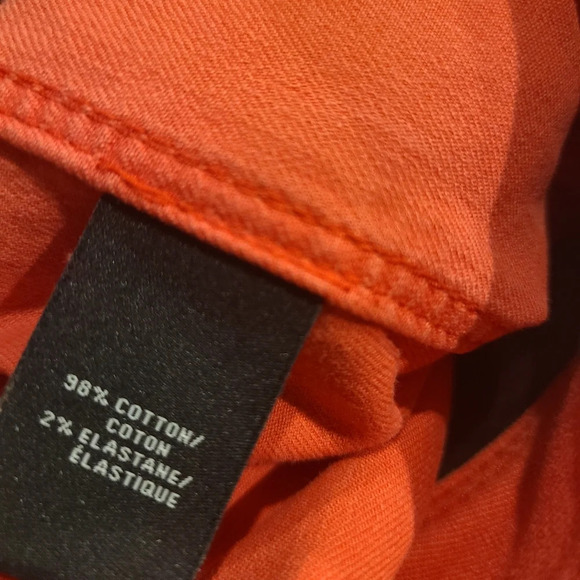 98% COTTON/
COTON
2% ELASTANE/
ÉLASTIQUE